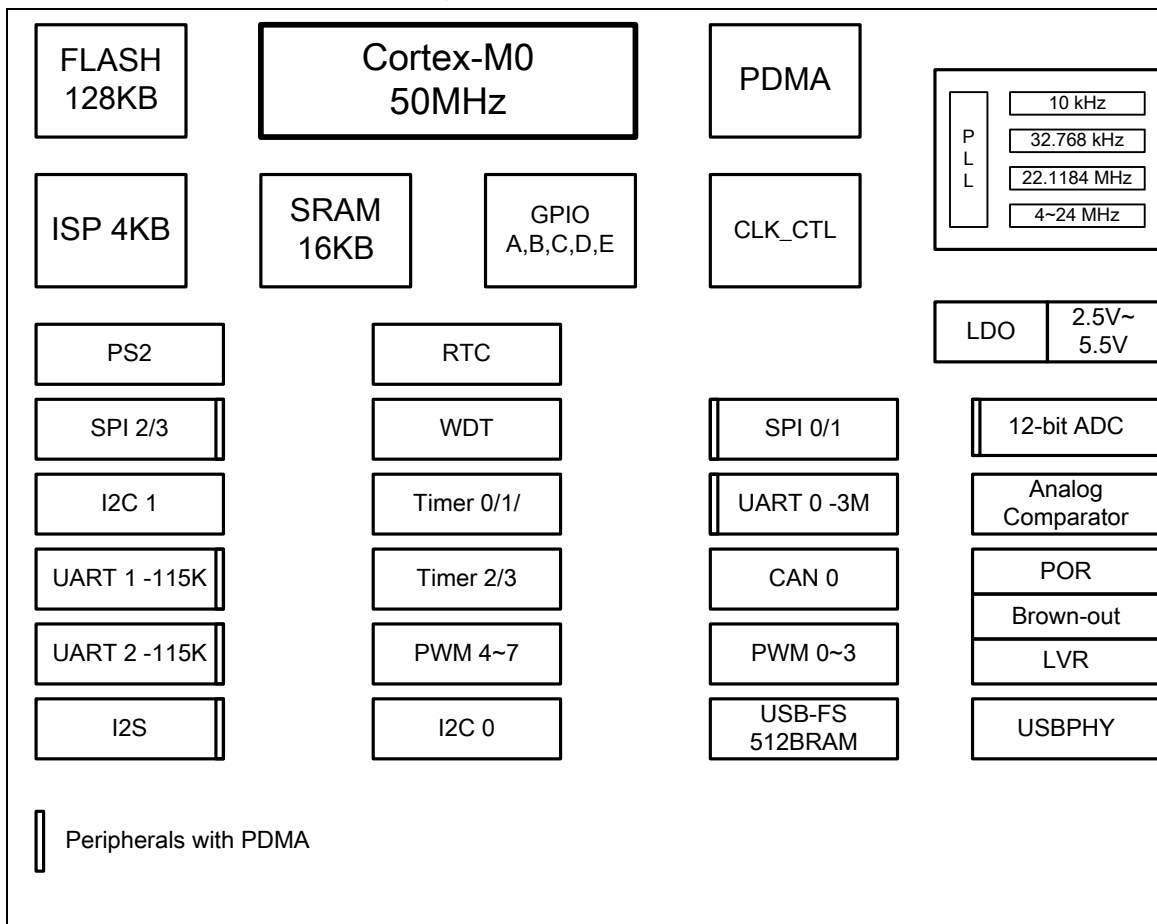 FLASH
128KB
Cortex-M0
50MHz
PDMA
P
L
L
10 kHz
32.768 kHz
22.1184 MHz
4~24 MHz
ISP 4KB
SRAM
16KB
GPIO
A,B,C,D,E
CLK_CTL
LDO
2.5V~
5.5V
PS2
RTC
SPI 2/3
WDT
SPI 0/1
12-bit ADC
I2C 1
Timer 0/1/
UART 0 -3M
Analog
Comparator
UART 1 -115K
Timer 2/3
CAN 0
POR
Brown-out
UART 2 -115K
PWM 4~7
PWM 0~3
LVR
I2S
I2C 0
USB-FS
512BRAM
USBPHY
Peripherals with PDMA